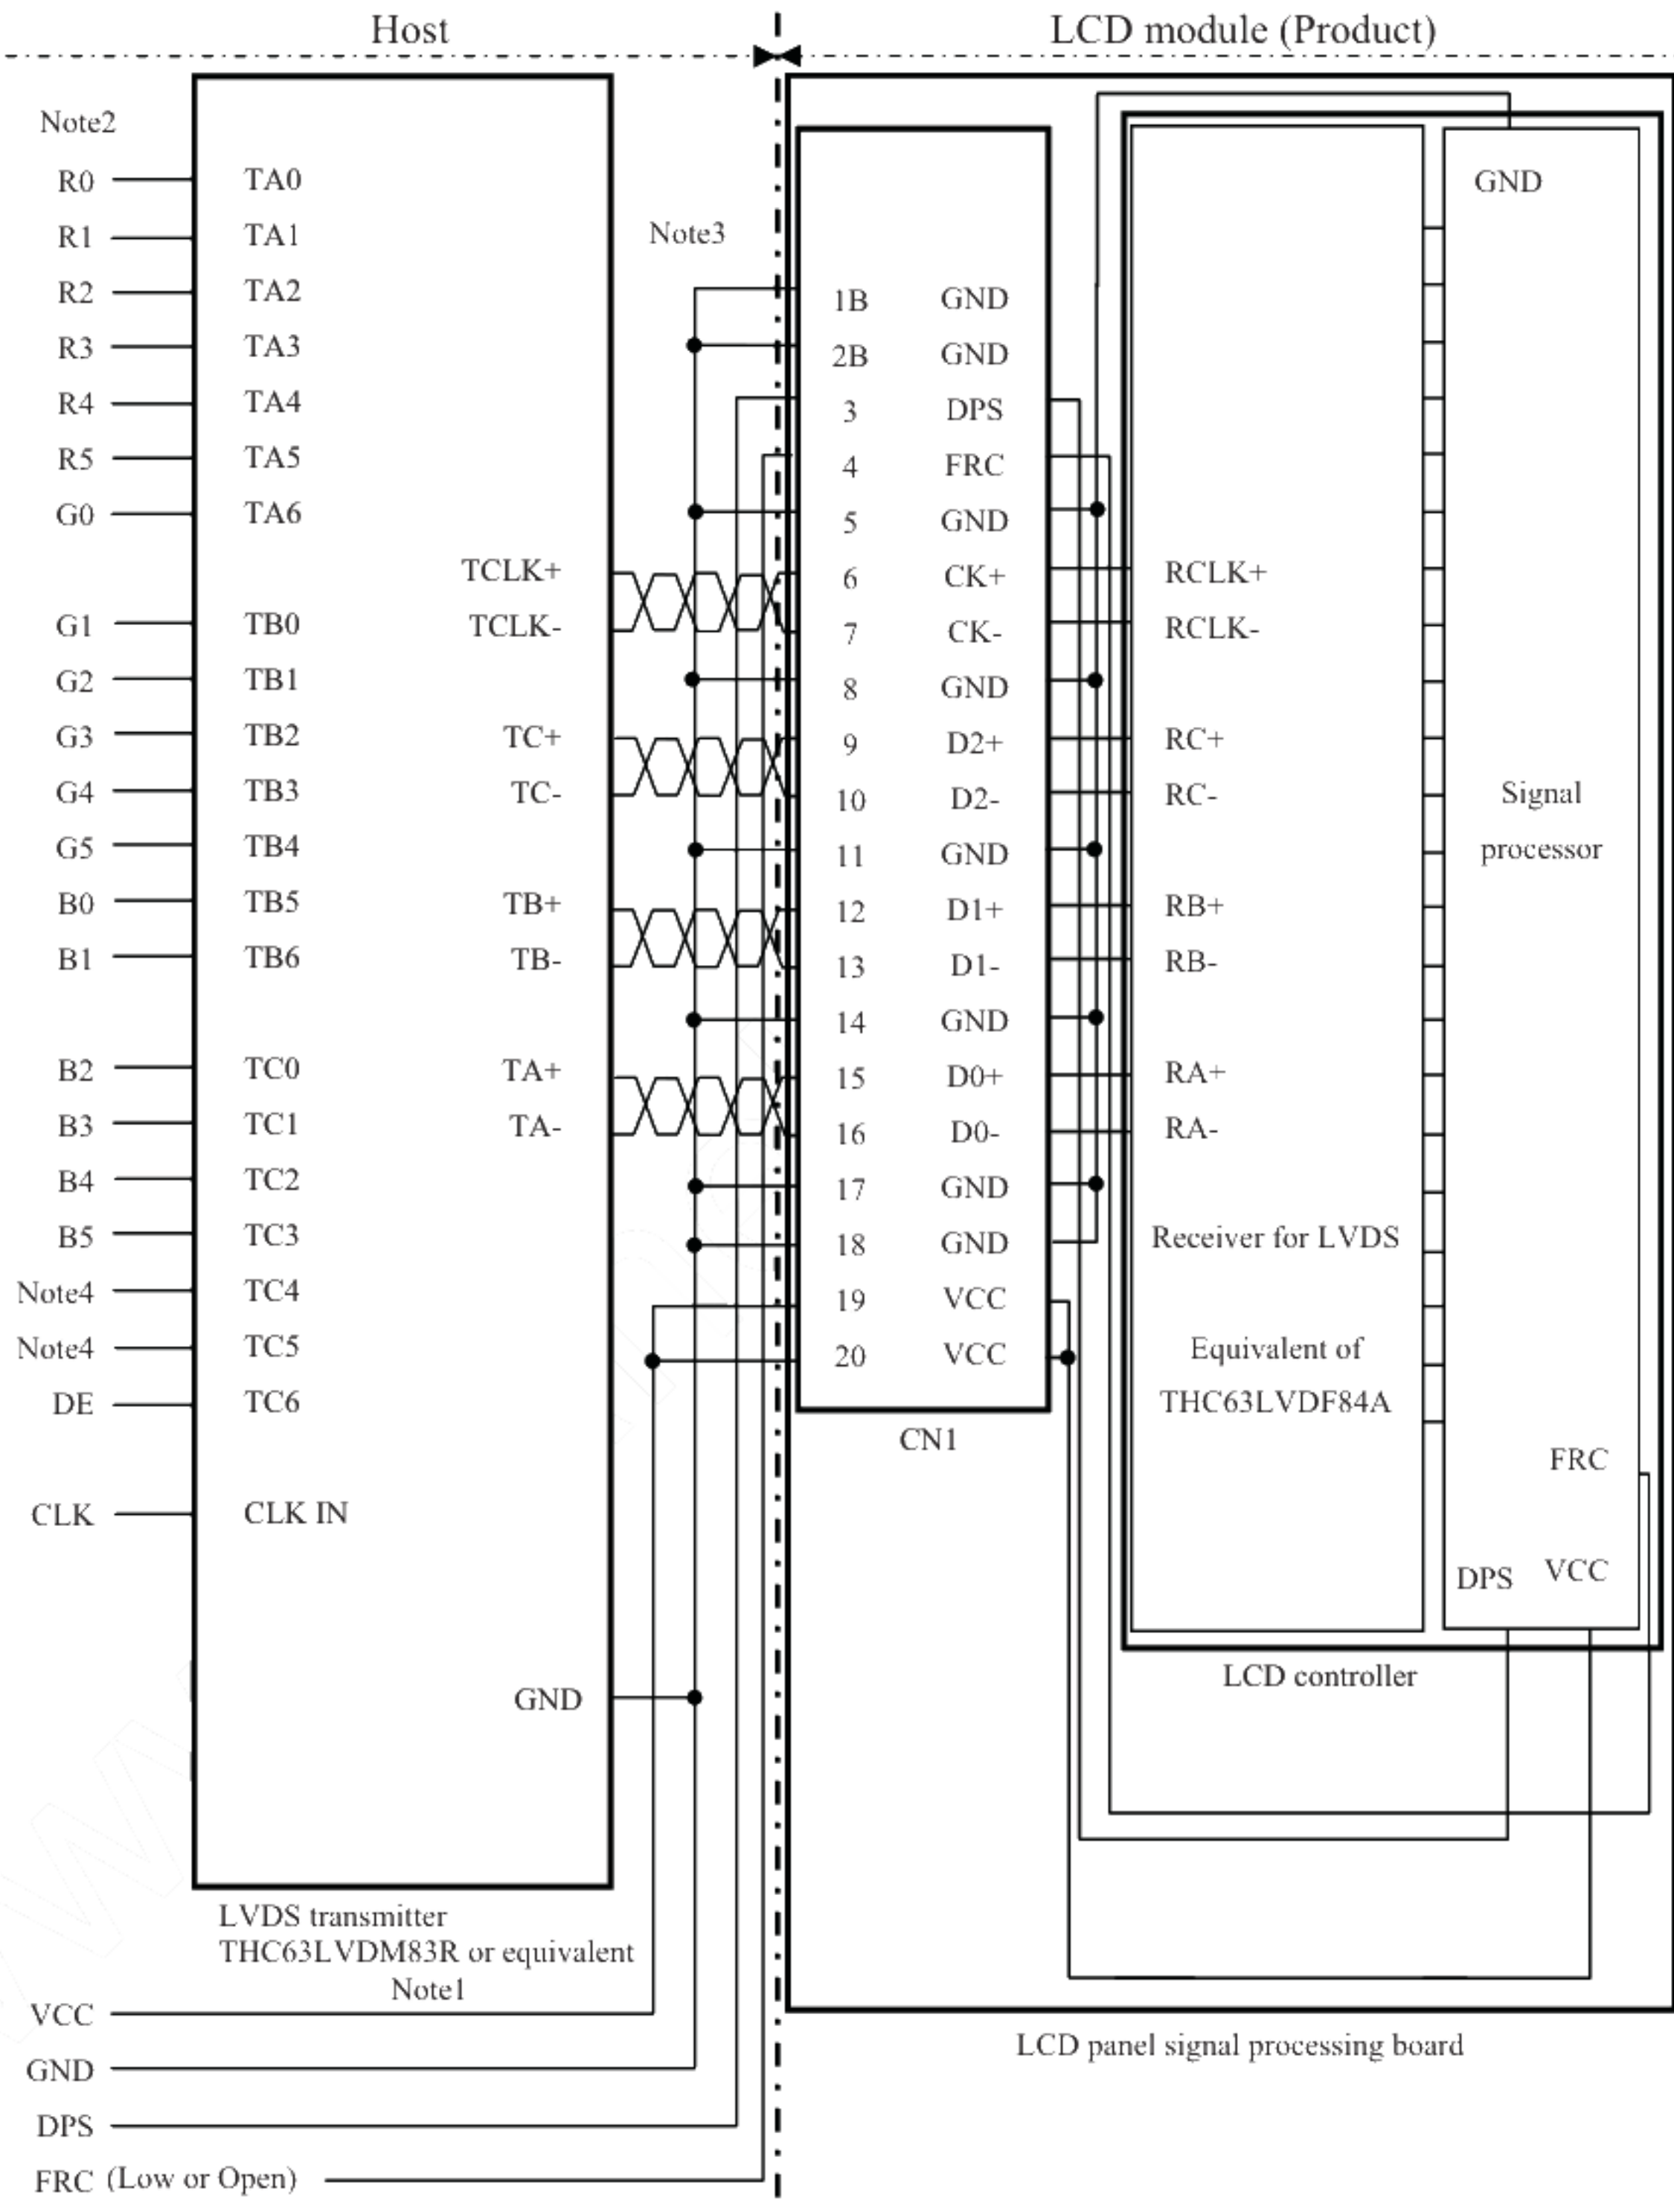 Host
LCD module (Product)
Note2
R0 TA0
R1 TA1
R2 TA2
R3 TA3
R4 TA4
R5 TA5
G0 TA6
G1 TB0
G2 TB1
G3 TB2
G4 TB3
G5 TB4
B0 TB5
B1 TB6
B2 TC0
B3 TC1
B4 TC2
B5 TC3
Note4 TC4
Note4 TC5
DE TC6
CLK CLK IN
TCLK+
TCLK-
TC+
TC-
TB+
TB-
TA+
TA-
GND
LVDS transmitter
THC63LVDM83R or equivalent
Note1
VCC
GND
DPS
FRC (Low or Open)
Note3
1B GND
2B GND
3 DPS
4 FRC
5 GND
6 CK+
7 CK-
8 GND
9 D2+
10 D2-
11 GND
12 D1+
13 D1-
14 GND
15 D0+
16 D0-
17 GND
18 GND
19 VCC
20 VCC
CN1
RCLK+
RCLK-
RC+
RC-
RB+
RB-
RA+
RA-
Receiver for LVDS
Equivalent of
THC63LVDF84A
GND
Signal
processor
FRC
DPS VCC
LCD controller
LCD panel signal processing board